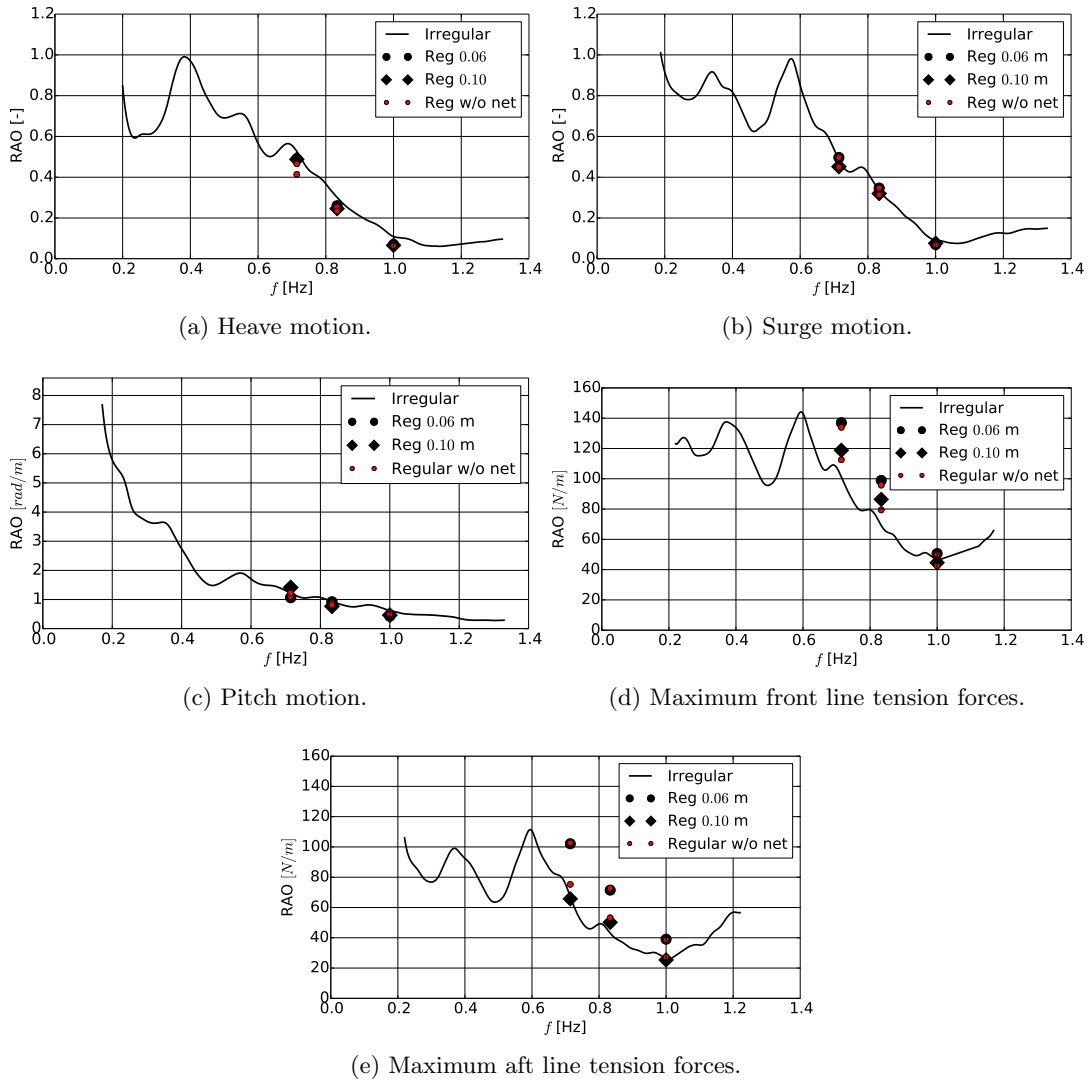 1.2
1.0
0.8
0.6
0.4
0.2
0.0
RAO [-]
0.0 0.2 0.4 0.6 0.8 1.0 1.2 1.4
f [Hz]
Irregular
Reg 0.06
Reg 0.10
Reg w/o net
(a) Heave motion.
1.2
1.0
0.8
0.6
0.4
0.2
0.0
RAO [-]
0.0 0.2 0.4 0.6 0.8 1.0 1.2 1.4
f [Hz]
Irregular
Reg 0.06 m
Reg 0.10 m
Reg w/o net
(b) Surge motion.
8
7
6
5
4
3
2
1
0
RAO [rad/m]
0.0 0.2 0.4 0.6 0.8 1.0 1.2 1.4
f [Hz]
Irregular
Reg 0.06 m
Reg 0.10 m
Regular w/o net
(c) Pitch motion.
160
140
120
100
80
60
40
20
0
RAO [N/m]
0.0 0.2 0.4 0.6 0.8 1.0 1.2 1.4
f [Hz]
Irregular
Reg 0.06 m
Reg 0.10 m
Regular w/o net
(d) Maximum front line tension forces.
160
140
120
100
80
60
40
20
0
RAO [N/m]
0.0 0.2 0.4 0.6 0.8 1.0 1.2 1.4
f [Hz]
Irregular
Reg 0.06 m
Reg 0.10 m
Regular w/o net
(e) Maximum aft line tension forces.